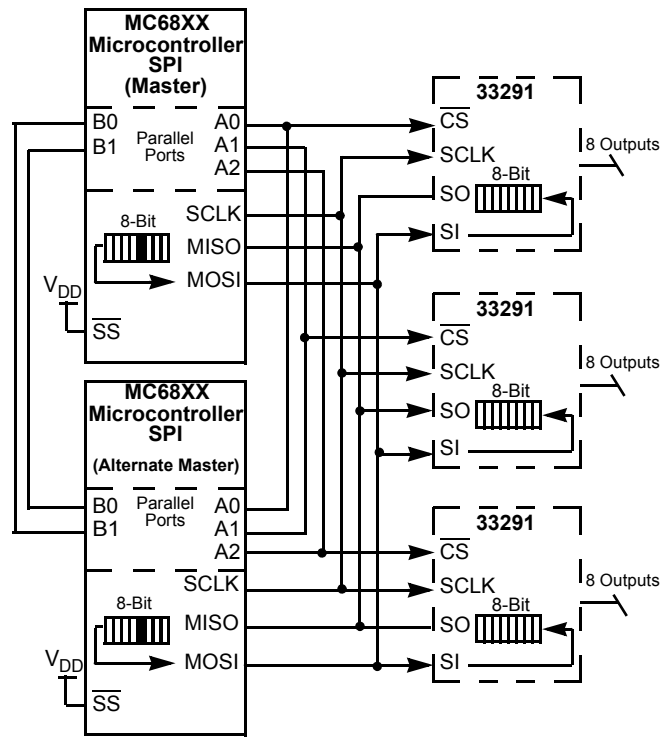 MC68XX
Microcontroller
SPI
(Master)
B0
B1
Parallel
Ports
A0
A1
A2
8-Bit
SCLK
MISO
MOSI
VDD
SS
MC68XX
Microcontroller
SPI
(Alternate Master)
B0
B1
Parallel
Ports
A0
A1
A2
8-Bit
SCLK
MISO
MOSI
VDD
SS
33291
CS
SCLK
8-Bit
SO
SI
8 Outputs
33291
CS
SCLK
8-Bit
SO
SI
8 Outputs
33291
CS
SCLK
8-Bit
SO
SI
8 Outputs